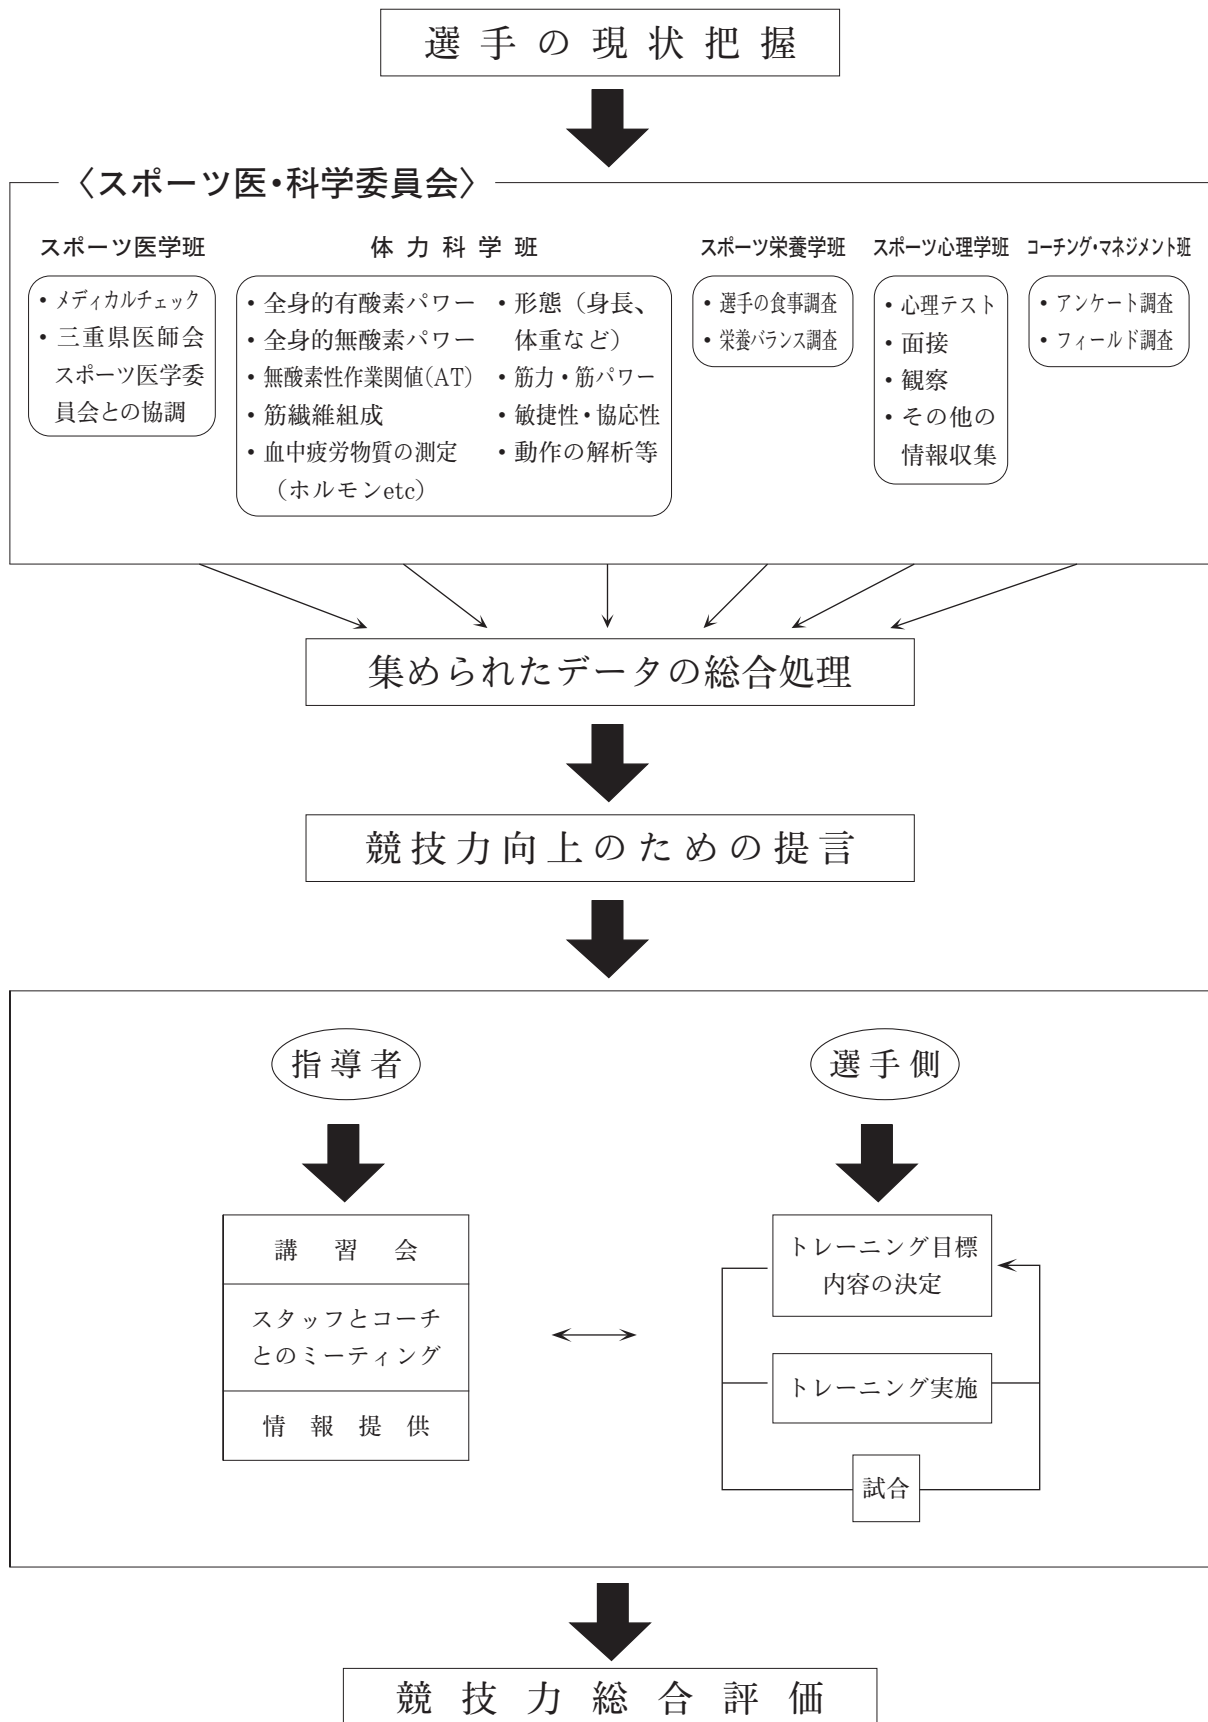 選手の現状把握
〈スポーツ医・科学委員会〉
スポーツ医学班
・メディカルチェック
・三重県医師会
スポーツ医学委
員会との協調
体力科学班
・全身的有酸素パワー
・全身的無酸素パワー
・無酸素性作業関値(AT)
・筋繊維組成
・血中疲労物質の測定
（ホルモンetc）
・形態（身長、
体重など）
・筋力・筋パワー
・敏捷性・協応性
・動作の解析等
スポーツ栄養学班
・選手の食事調査
・栄養バランス調査
スポーツ心理学班
・心理テスト
・面接
・観察
・その他の
情報収集
コーチング・マネジメント班
・アンケート調査
・フィールド調査
集められたデータの総合処理
競技力向上のための提言
指導者
講習会
スタッフとコーチ
とのミーティング
情報提供
選手側
トレーニング目標
内容の決定
トレーニング実施
試合
競技力総合評価